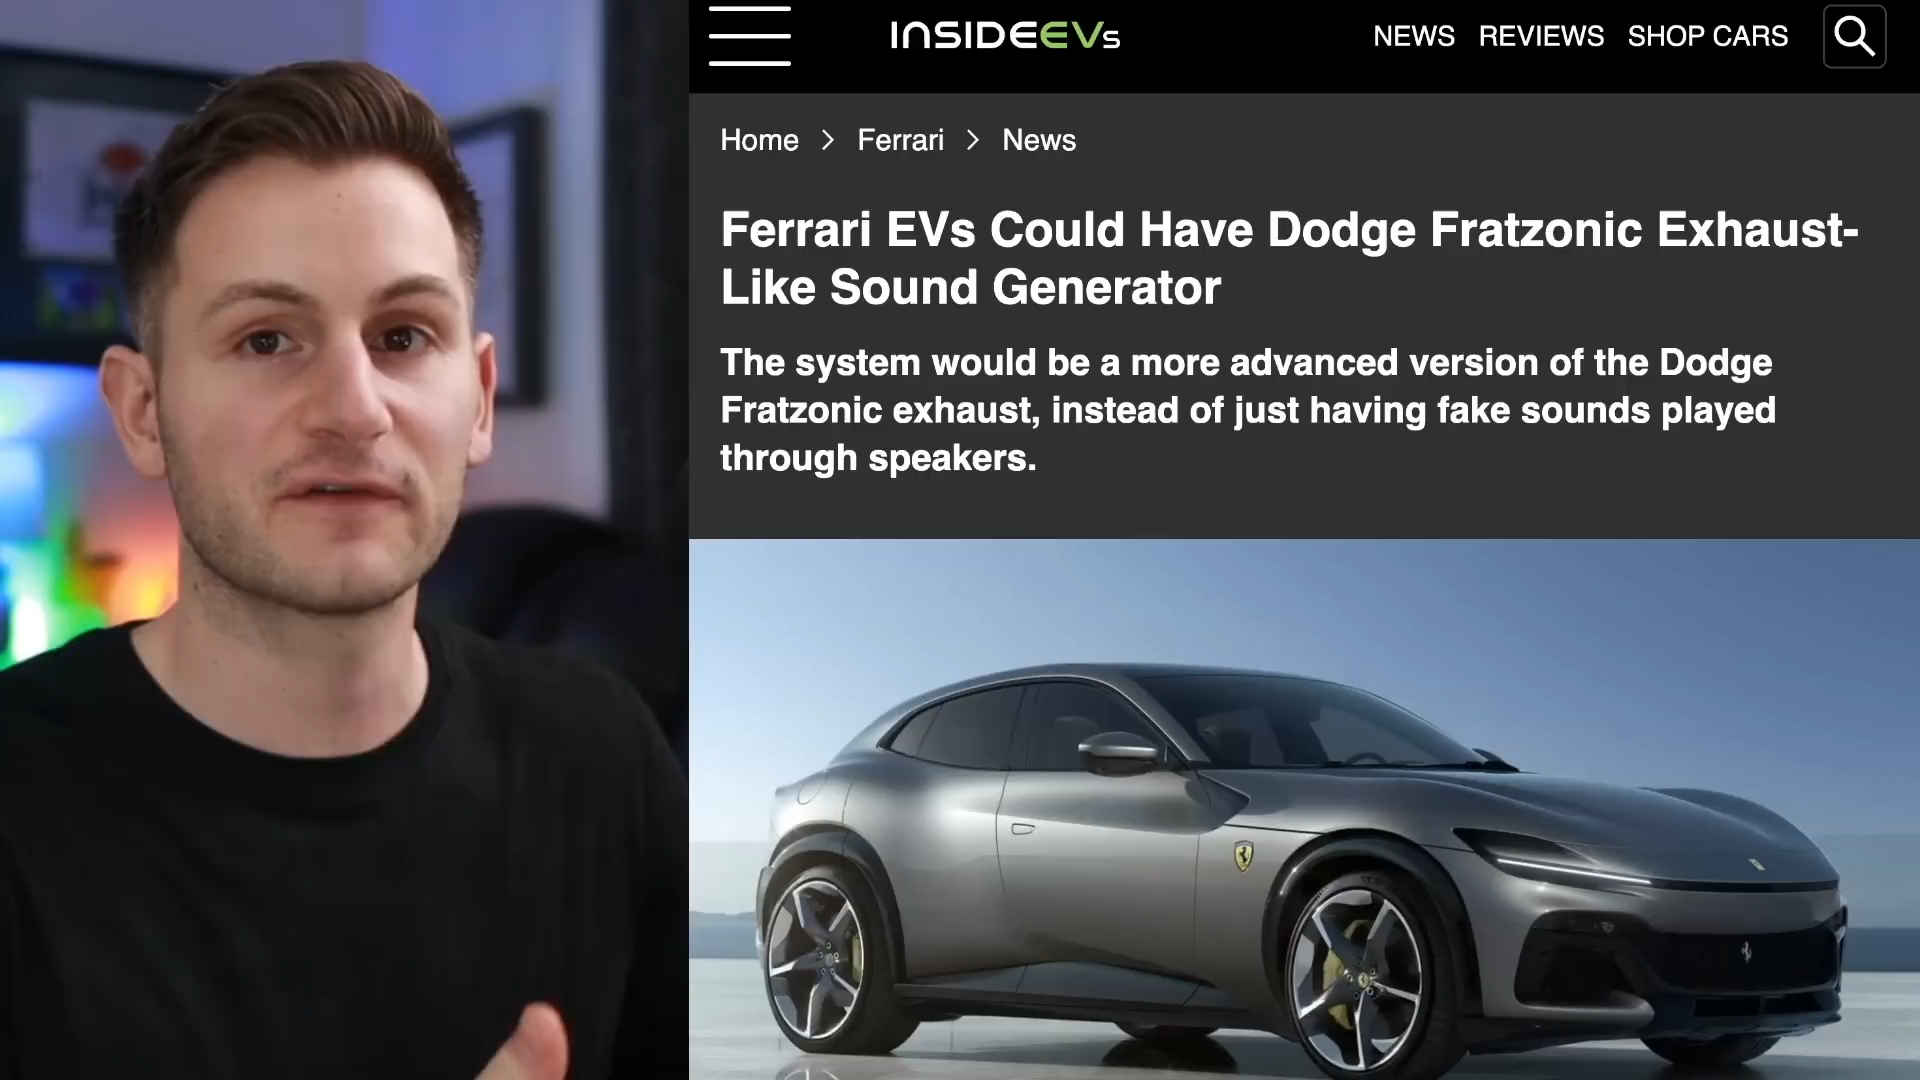 INSIDEEVs
NEWS REVIEWS SHOP CARS
Home > Ferrari > News
Ferrari EVs Could Have Dodge Fratzonic Exhaust-
Like Sound Generator
The system would be a more advanced version of the Dodge
Fratzonic exhaust, instead of just having fake sounds played
through speakers.